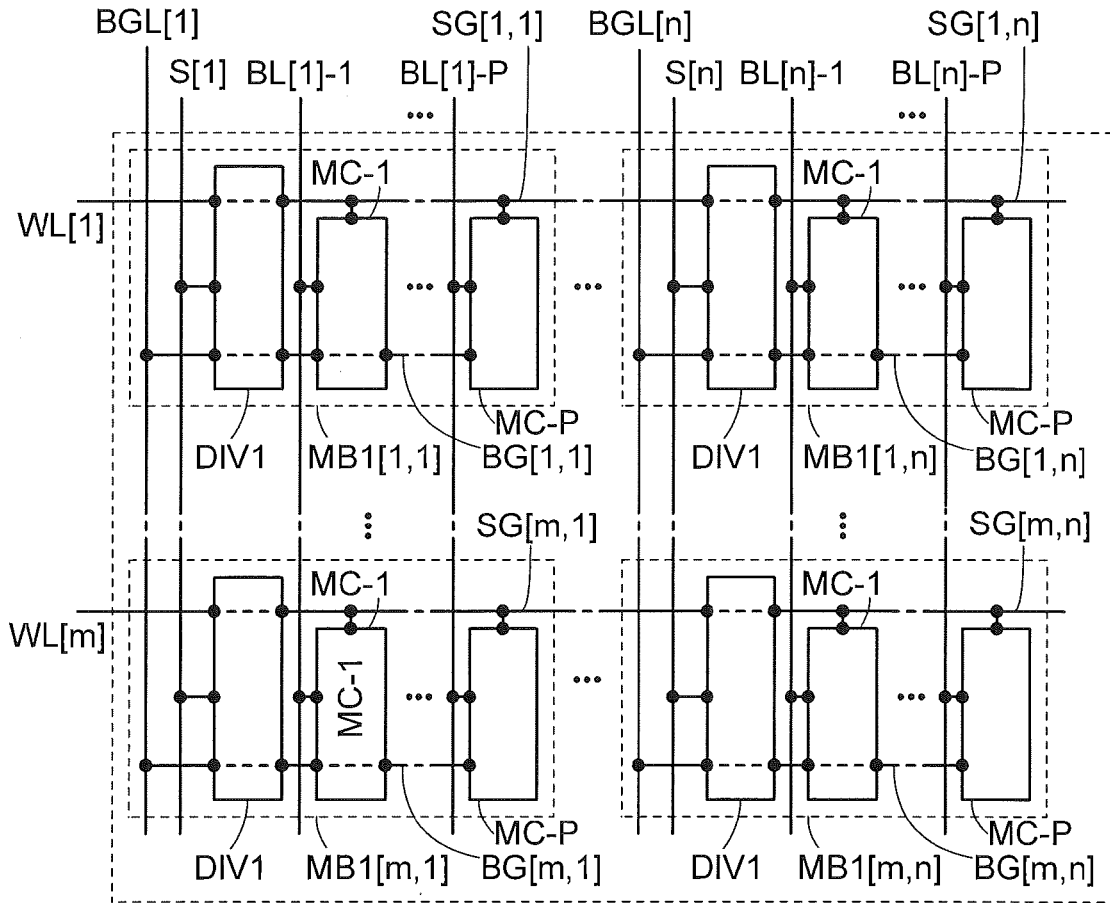 BGL[1] SG[1,1] BGL[n] SG[1,n]
S[1] BL[1]-1 BL[1]-P S[n] BL[n]-1 BL[n]-P
MC-1 MC-1
WL[1]
MC-P MC-P
DIV1 MB1[1,1] BG[1,1] DIV1 MB1[1,n] BG[1,n]
SG[m,1] SG[m,n]
MC-1 MC-1
WL[m]
MC-1
MC-P MC-P
DIV1 MB1[m,1] BG[m,1] DIV1 MB1[m,n] BG[m,n]